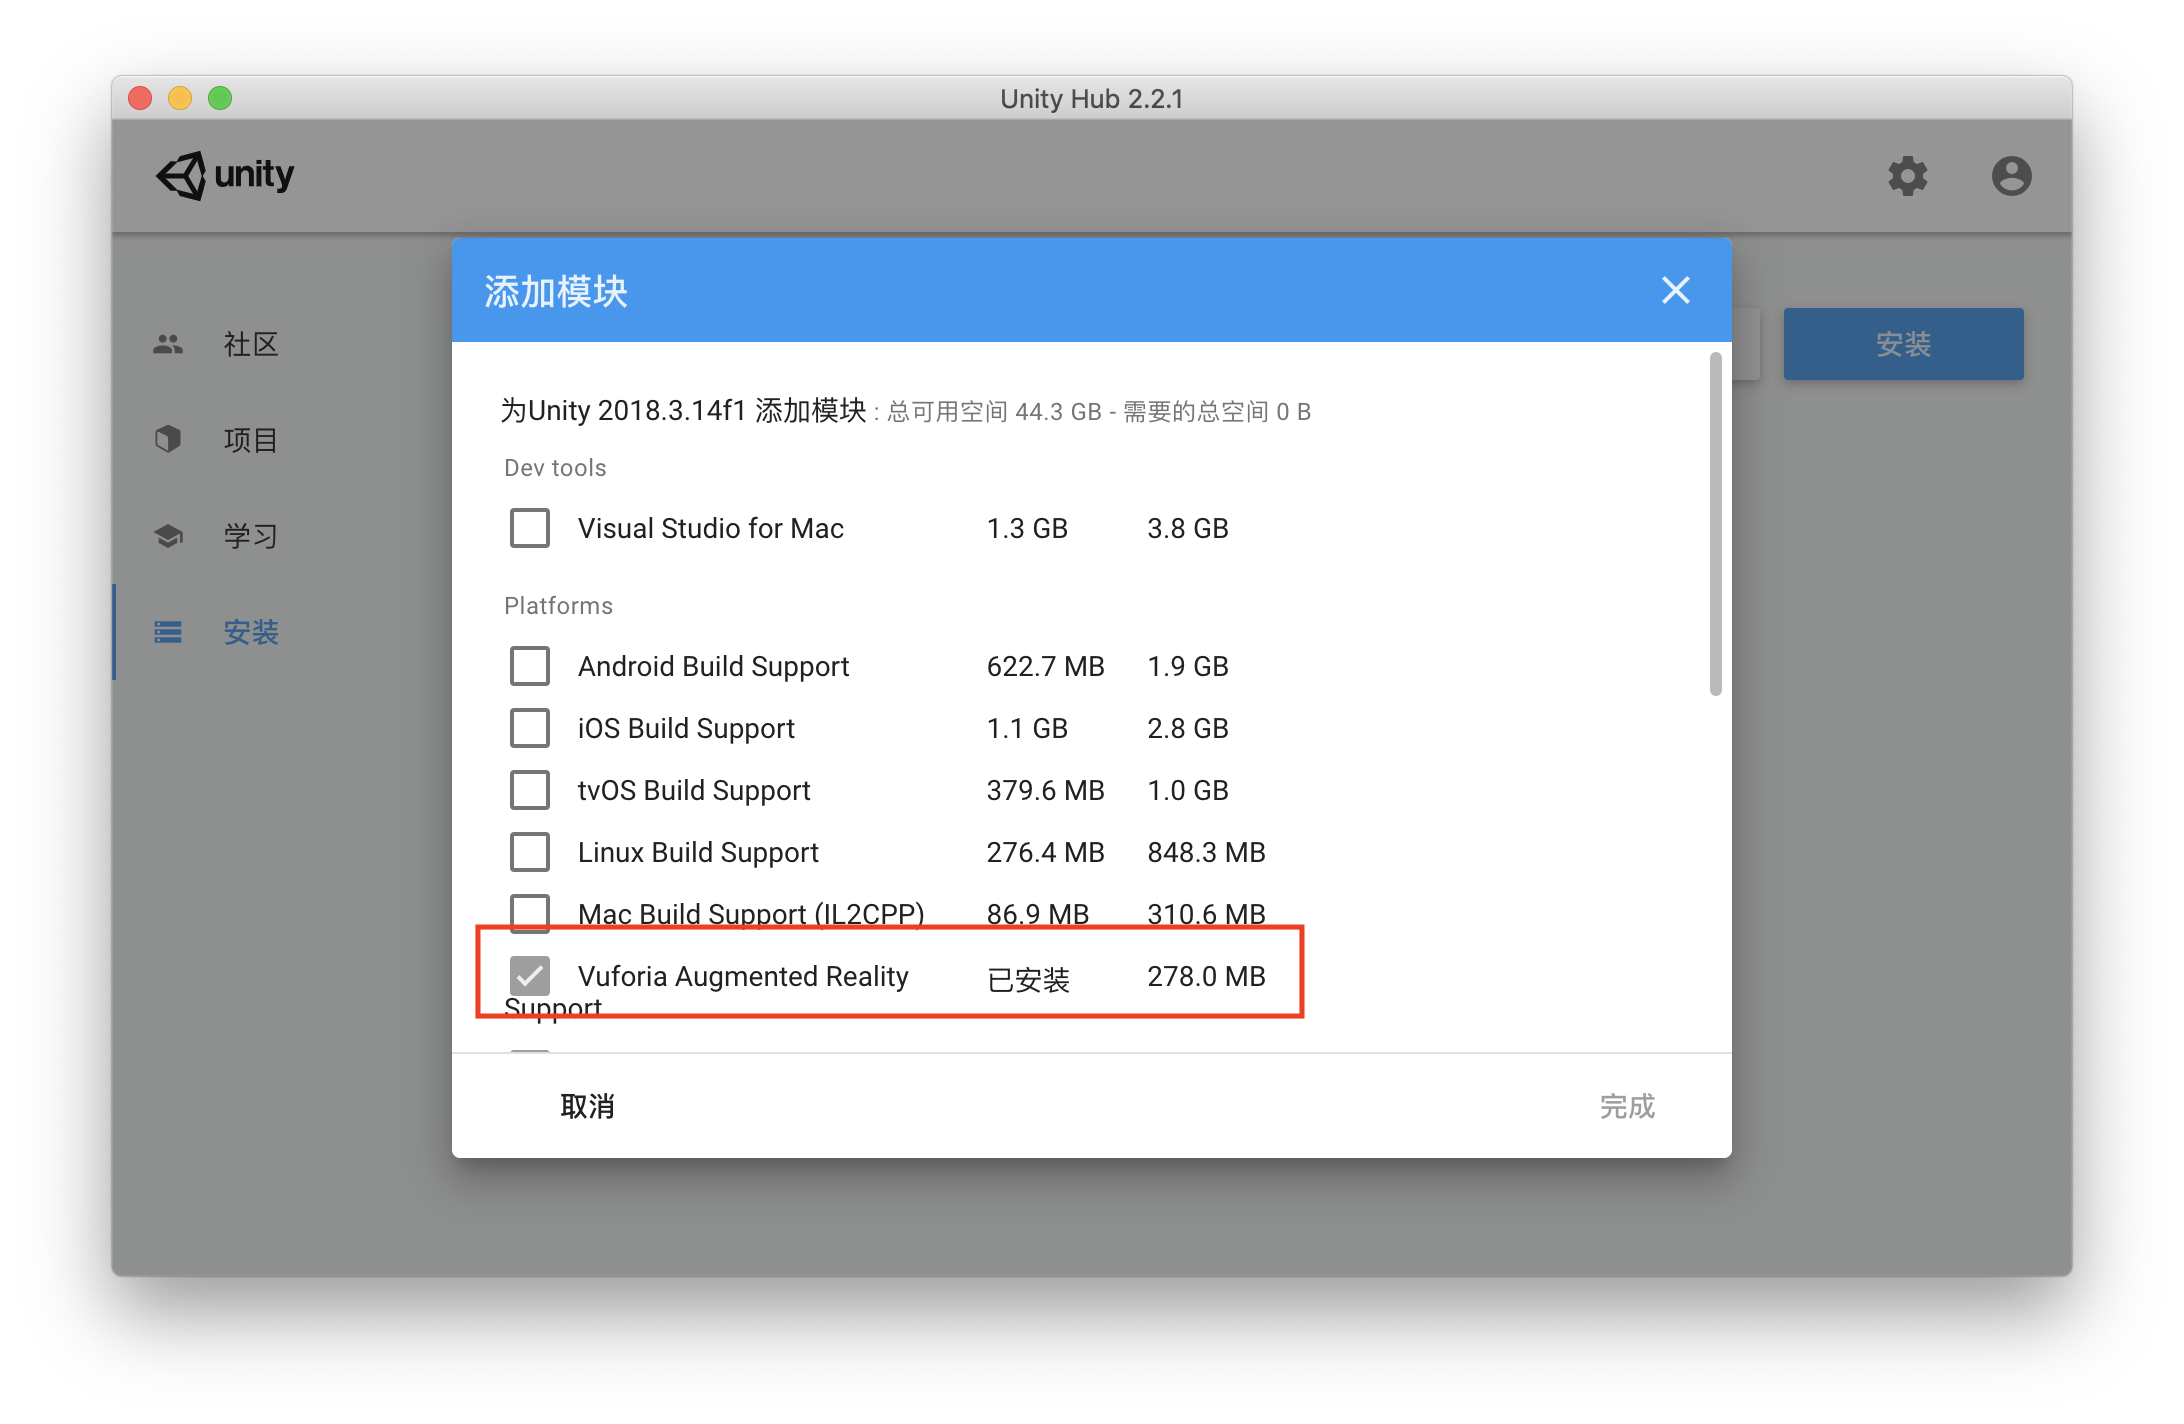 Unity Hub 2.2.1
unity
社区
项目
学习
安装
安装
添加模块
为Unity 2018.3.14f1 添加模块 : 总可用空间 44.3 GB - 需要的总空间 0 B
Dev tools
Visual Studio for Mac 1.3 GB 3.8 GB
Platforms
Android Build Support 622.7 MB 1.9 GB
iOS Build Support 1.1 GB 2.8 GB
tvOS Build Support 379.6 MB 1.0 GB
Linux Build Support 276.4 MB 848.3 MB
Mac Build Support (IL2CPP) 86.9 MB 310.6 MB
Vuforia Augmented Reality 已安装 278.0 MB
Support
取消 完成